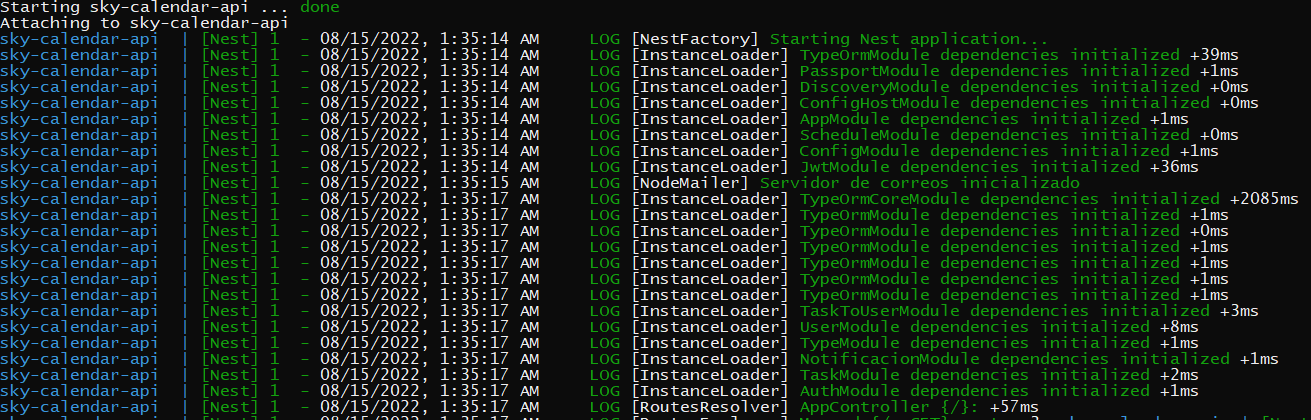 Starting sky-calendar-api ... done
Attaching to sky-calendar-api
sky-calendar-api | [Nest] 1 - 08/15/2022, 1:35:14 AM LOG [NestFactory] Starting Nest application...
sky-calendar-api | [Nest] 1 - 08/15/2022, 1:35:14 AM LOG [InstanceLoader] TypeOrmModule dependencies initialized +39ms
sky-calendar-api | [Nest] 1 - 08/15/2022, 1:35:14 AM LOG [InstanceLoader] PassportModule dependencies initialized +1ms
sky-calendar-api | [Nest] 1 - 08/15/2022, 1:35:14 AM LOG [InstanceLoader] DiscoveryModule dependencies initialized +0ms
sky-calendar-api | [Nest] 1 - 08/15/2022, 1:35:14 AM LOG [InstanceLoader] ConfigHostModule dependencies initialized +0ms
sky-calendar-api | [Nest] 1 - 08/15/2022, 1:35:14 AM LOG [InstanceLoader] AppModule dependencies initialized +1ms
sky-calendar-api | [Nest] 1 - 08/15/2022, 1:35:14 AM LOG [InstanceLoader] ScheduleModule dependencies initialized +0ms
sky-calendar-api | [Nest] 1 - 08/15/2022, 1:35:14 AM LOG [InstanceLoader] ConfigModule dependencies initialized +1ms
sky-calendar-api | [Nest] 1 - 08/15/2022, 1:35:14 AM LOG [InstanceLoader] JwtModule dependencies initialized +36ms
sky-calendar-api | [Nest] 1 - 08/15/2022, 1:35:15 AM LOG [NodeMailer] Servidor de correos inicializado
sky-calendar-api | [Nest] 1 - 08/15/2022, 1:35:17 AM LOG [InstanceLoader] TypeOrmCoreModule dependencies initialized +2085ms
sky-calendar-api | [Nest] 1 - 08/15/2022, 1:35:17 AM LOG [InstanceLoader] TypeOrmModule dependencies initialized +1ms
sky-calendar-api | [Nest] 1 - 08/15/2022, 1:35:17 AM LOG [InstanceLoader] TypeOrmModule dependencies initialized +0ms
sky-calendar-api | [Nest] 1 - 08/15/2022, 1:35:17 AM LOG [InstanceLoader] TypeOrmModule dependencies initialized +1ms
sky-calendar-api | [Nest] 1 - 08/15/2022, 1:35:17 AM LOG [InstanceLoader] TypeOrmModule dependencies initialized +1ms
sky-calendar-api | [Nest] 1 - 08/15/2022, 1:35:17 AM LOG [InstanceLoader] TypeOrmModule dependencies initialized +1ms
sky-calendar-api | [Nest] 1 - 08/15/2022, 1:35:17 AM LOG [InstanceLoader] TypeOrmModule dependencies initialized +1ms
sky-calendar-api | [Nest] 1 - 08/15/2022, 1:35:17 AM LOG [InstanceLoader] TaskToUserModule dependencies initialized +3ms
sky-calendar-api | [Nest] 1 - 08/15/2022, 1:35:17 AM LOG [InstanceLoader] UserModule dependencies initialized +8ms
sky-calendar-api | [Nest] 1 - 08/15/2022, 1:35:17 AM LOG [InstanceLoader] TypeModule dependencies initialized +1ms
sky-calendar-api | [Nest] 1 - 08/15/2022, 1:35:17 AM LOG [InstanceLoader] NotificacionModule dependencies initialized +1ms
sky-calendar-api | [Nest] 1 - 08/15/2022, 1:35:17 AM LOG [InstanceLoader] TaskModule dependencies initialized +2ms
sky-calendar-api | [Nest] 1 - 08/15/2022, 1:35:17 AM LOG [InstanceLoader] AuthModule dependencies initialized +1ms
sky-calendar-api | [Nest] 1 - 08/15/2022, 1:35:17 AM LOG [RoutesResolver] AppController {/}: +57ms